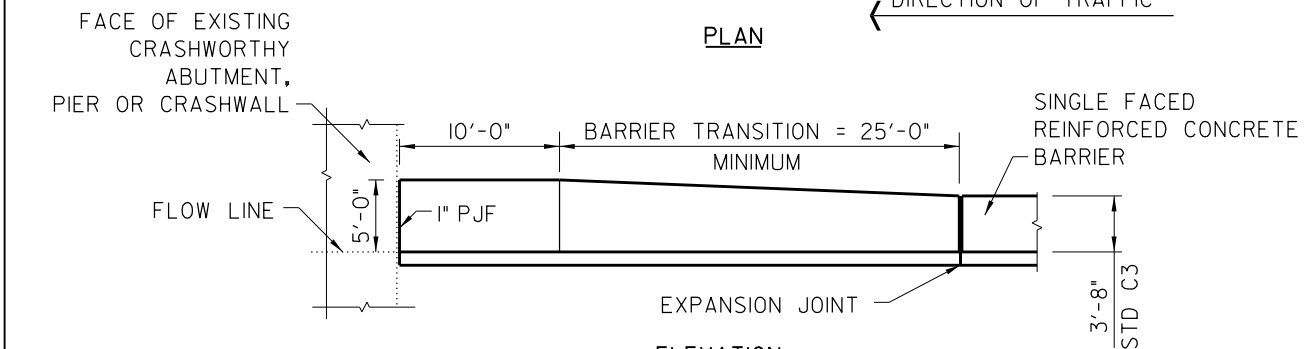 DIRECTION OF TRAFFIC
PLAN
FACE OF EXISTING
CRASHWORTHY
ABUTMENT,
PIER OR CRASHWALL
10'-0"
BARRIER TRANSITION = 25'-0"
MINIMUM
SINGLE FACED
REINFORCED CONCRETE
BARRIER
FLOW LINE
5'-0"
1" PJF
EXPANSION JOINT
3'-8"
STD C3
ELEVATION